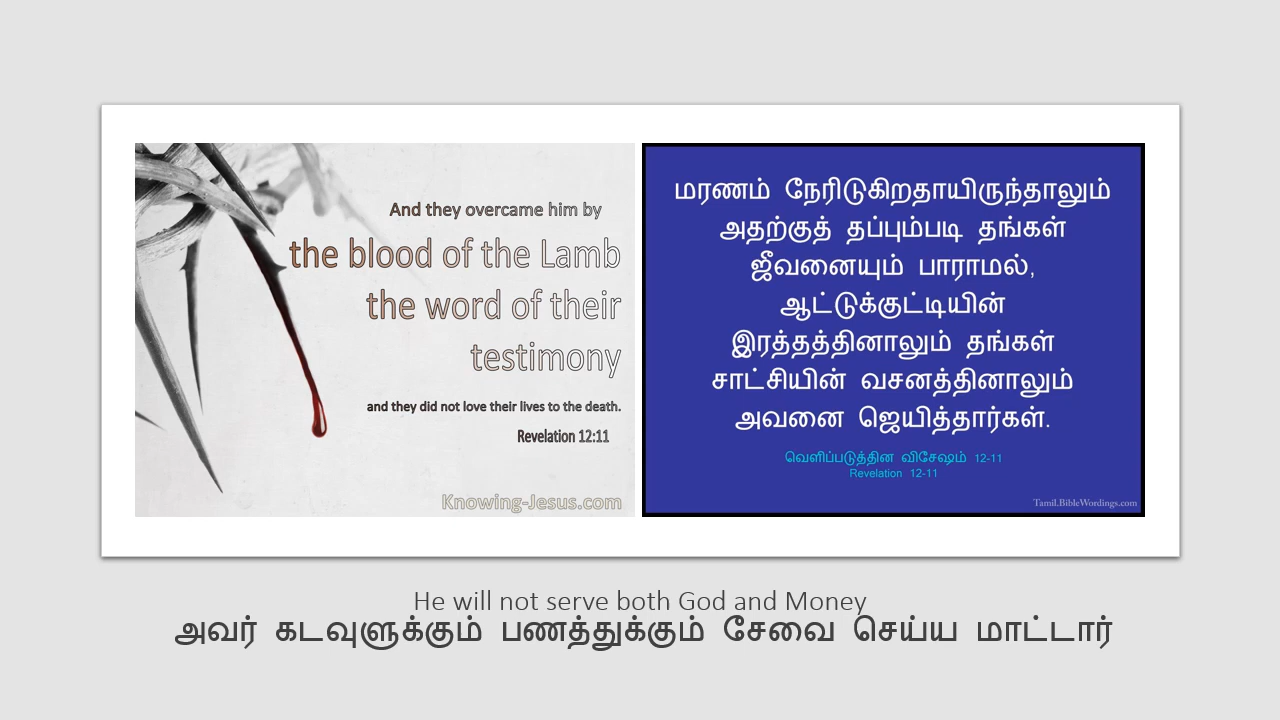 And they overcame him by
the blood of the Lamb
the word of their
testimony
and they did not love their lives to the death.
Revelation 12:11
Knowing-Jesus.com
மரணம் நேரிடுகிறதாயிருந்தாலும்
அதற்குத் தப்பும்படி தங்கள்
ஜீவனையும் பாராமல்,
ஆட்டுக்குட்டியின்
இரத்தத்தினாலும் தங்கள்
சாட்சியின் வசனத்தினாலும்
அவனை ஜெயித்தார்கள்.
வெளிப்படுத்தின விசேஷம் 12-11
Revelation 12-11
Tamil.BibleWordings.com
He will not serve both God and Money
அவர் கடவுளுக்கும் பணத்துக்கும் சேவை செய்ய மாட்டார்